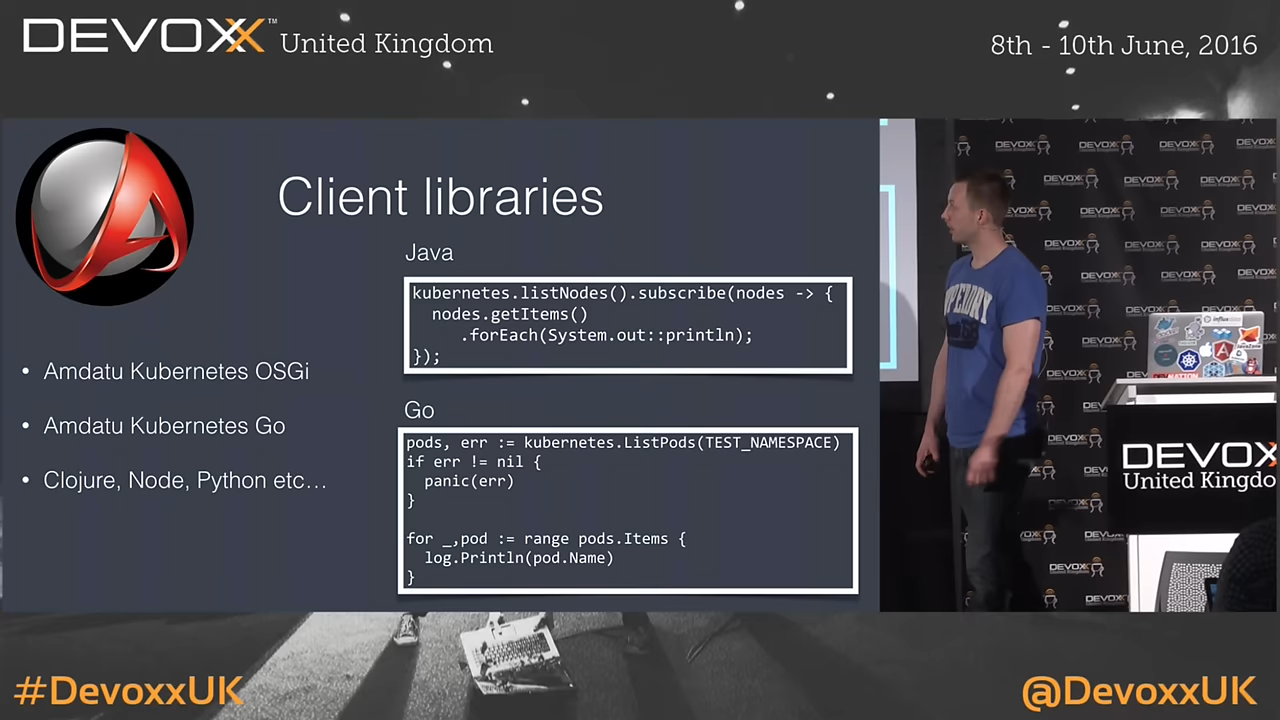 DEVOXX™ United Kingdom
8th - 10th June, 2016
Client libraries
Java
kubernetes.listNodes().subscribe(nodes -> {
nodes.getItems()
.forEach(System.out::println);
});
• Amdatu Kubernetes OSGi
• Amdatu Kubernetes Go
• Clojure, Node, Python etc...
Go
pods, err := kubernetes.ListPods(TEST_NAMESPACE)
if err != nil {
panic(err)
}
for _,pod := range pods.Items {
log.Println(pod.Name)
}
DEVOXX
United Kingdo
#DevoxxUK
@DevoxxUK